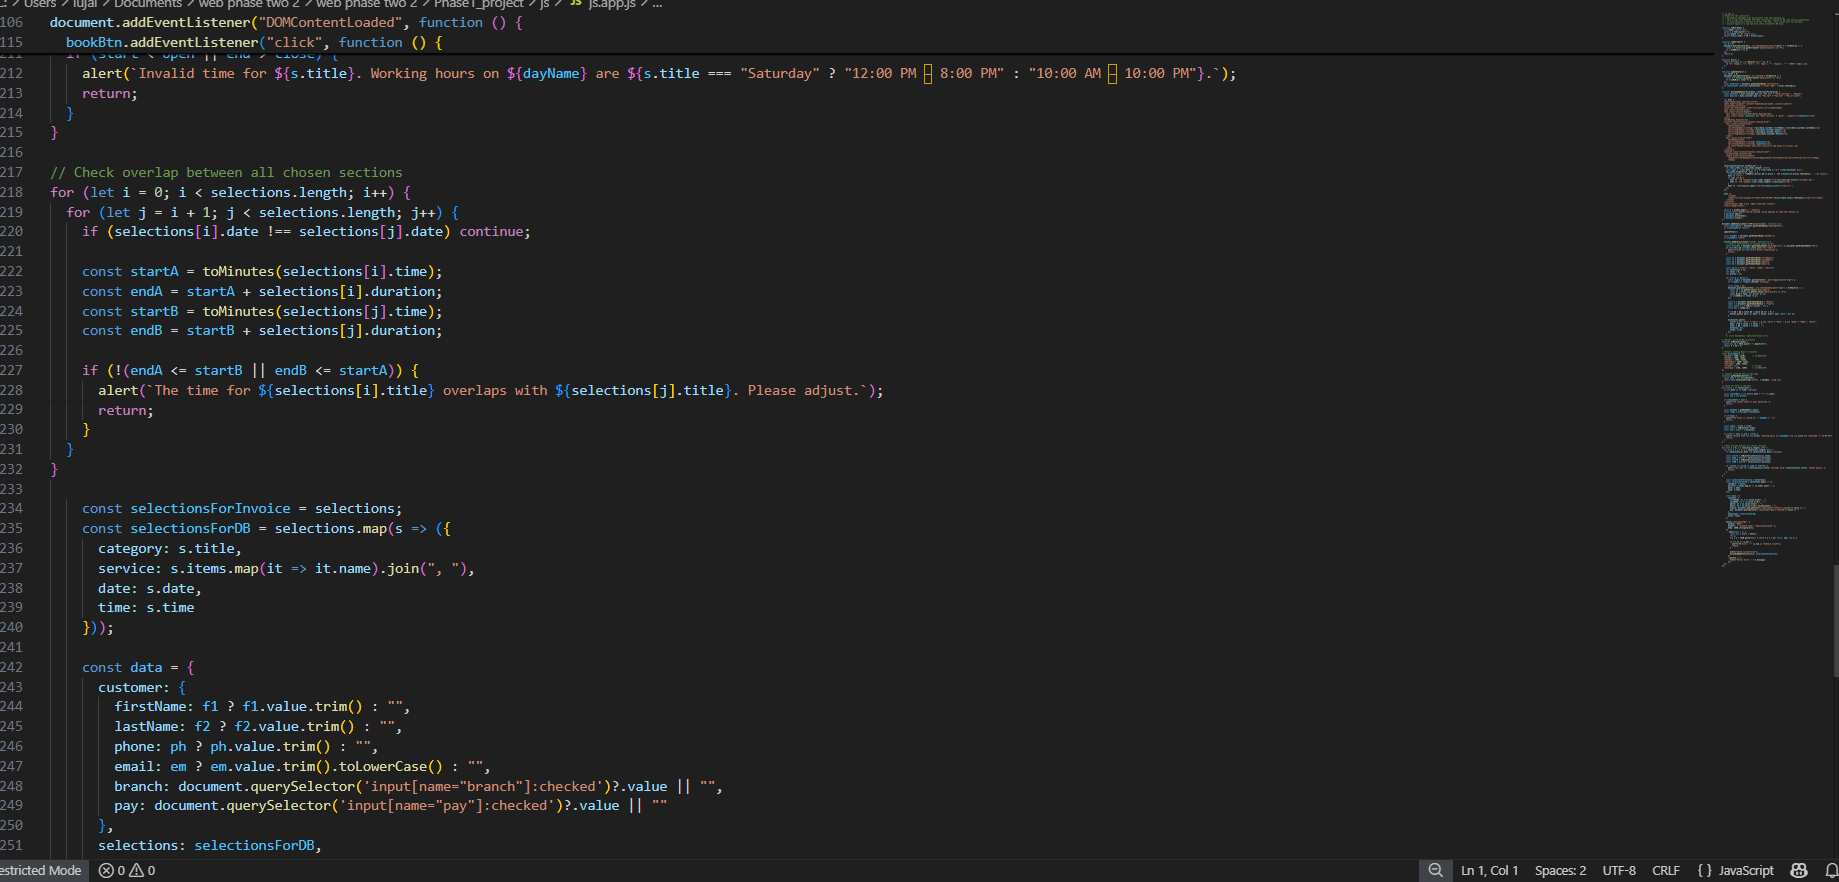 Users > lujai > Documents > web phase two 2 > web phase two 2 > Phase1_project > js > JS js.app.js > ...
106 document.addEventListener("DOMContentLoaded", function () {
115 bookBtn.addEventListener("click", function () {
211 if (start < open || end > close) {
212 alert(`Invalid time for ${s.title}. Working hours on ${dayName} are ${s.title === "Saturday" ? "12:00 PM – 8:00 PM" : "10:00 AM – 10:00 PM"}.`);
213 return;
214 }
215 }
216
217 // Check overlap between all chosen sections
218 for (let i = 0; i < selections.length; i++) {
219 for (let j = i + 1; j < selections.length; j++) {
220 if (selections[i].date !== selections[j].date) continue;
221
222 const startA = toMinutes(selections[i].time);
223 const endA = startA + selections[i].duration;
224 const startB = toMinutes(selections[j].time);
225 const endB = startB + selections[j].duration;
226
227 if (!(endA <= startB || endB <= startA)) {
228 alert(`The time for ${selections[i].title} overlaps with ${selections[j].title}. Please adjust.`);
229 return;
230 }
231 }
232 }
233
234 const selectionsForInvoice = selections;
235 const selectionsForDB = selections.map(s => ({
236 category: s.title,
237 service: s.items.map(it => it.name).join(", "),
238 date: s.date,
239 time: s.time
240 }));
241
242 const data = {
243 customer: {
244 firstName: f1 ? f1.value.trim() : "",
245 lastName: f2 ? f2.value.trim() : "",
246 phone: ph ? ph.value.trim() : "",
247 email: em ? em.value.trim().toLowerCase() : "",
248 branch: document.querySelector('input[name="branch"]:checked')?.value || "",
249 pay: document.querySelector('input[name="pay"]:checked')?.value || ""
250 },
251 selections: selectionsForDB,
estricted Mode 0 0 Ln 1, Col 1 Spaces: 2 UTF-8 CRLF {} JavaScript